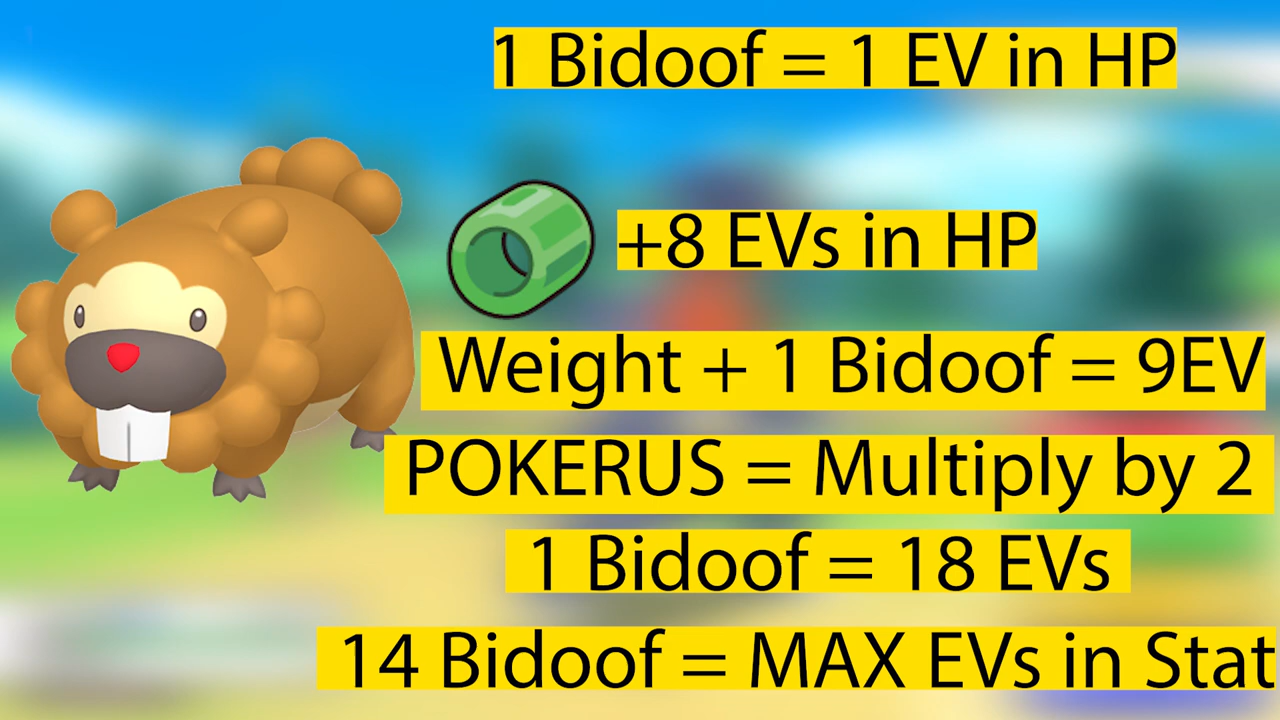 1 Bidoof = 1 EV in HP
+8 EVs in HP
Weight + 1 Bidoof = 9EV
POKERUS = Multiply by 2
1 Bidoof = 18 EVs
14 Bidoof = MAX EVs in Stat